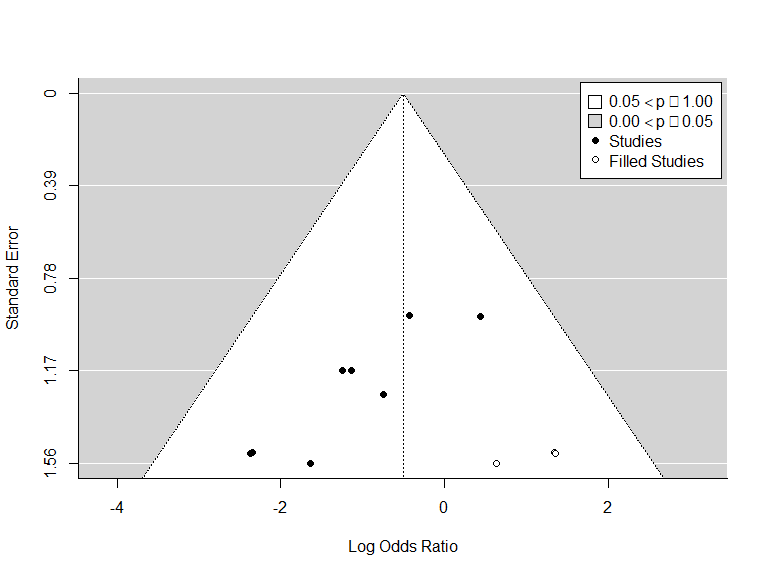 0.05 < p □ 1.00
0.00 < p □ 0.05
Studies
Filled Studies
Standard Error
0
0.39
0.78
1.17
1.56
-4
-2
0
2
Log Odds Ratio